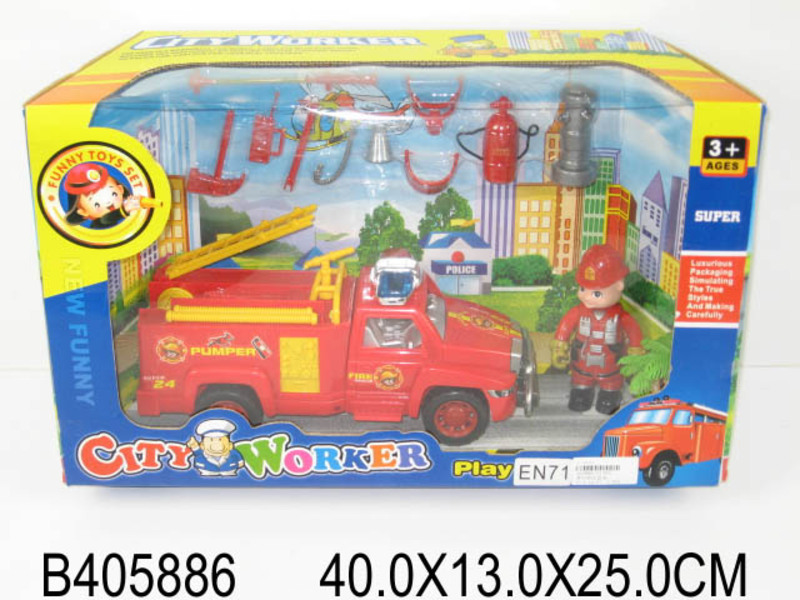 CITY WORKER
FUNNY TOYS SET
NEW FUNNY
3+
AGES
SUPER
Luxurious
Packaging
Simulating
The True
Styles
And Making
Carefully
POLICE
PUMPER
24
FIRE
CITY WORKER
Play
EN71
B405886 40.0X13.0X25.0CM